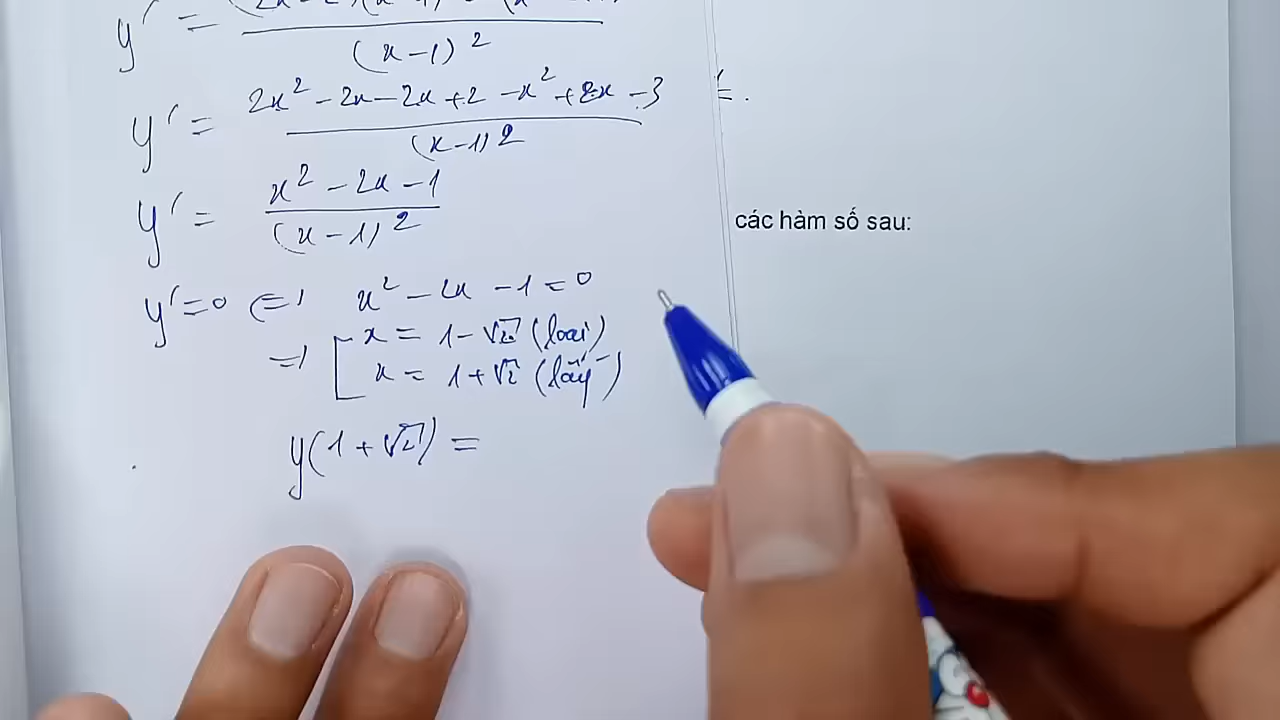 y' =
(x-1)²
y' = 2x² - 2x - 2x + 2 - x² + 2x - 3
(x-1)²
y' = x² - 2x - 1
(x-1)²
các hàm số sau:
y'=0 <=> x² - 2x - 1 = 0
=> [ x = 1 - √2 (loại)
x = 1 + √2 (lấy)
y(1 + √2) =